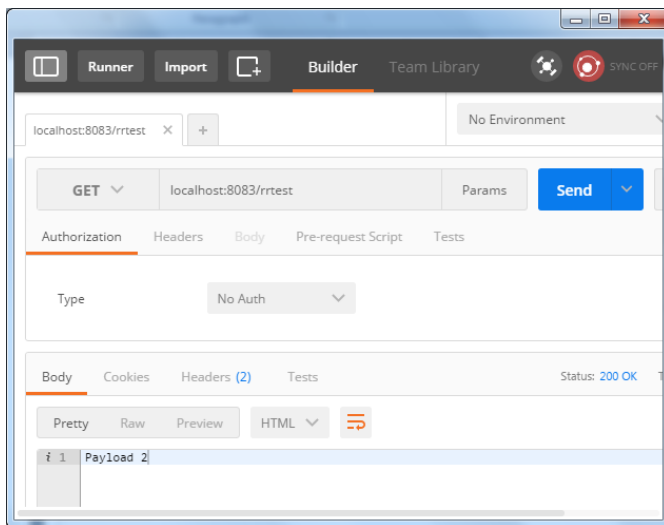 Runner Import Builder Team Library SYNC OFF
localhost:8083/rrtest No Environment
GET localhost:8083/rrtest Params Send
Authorization Headers Body Pre-request Script Tests
Type No Auth
Body Cookies Headers (2) Tests Status: 200 OK
Pretty Raw Preview HTML
i 1 Payload 2